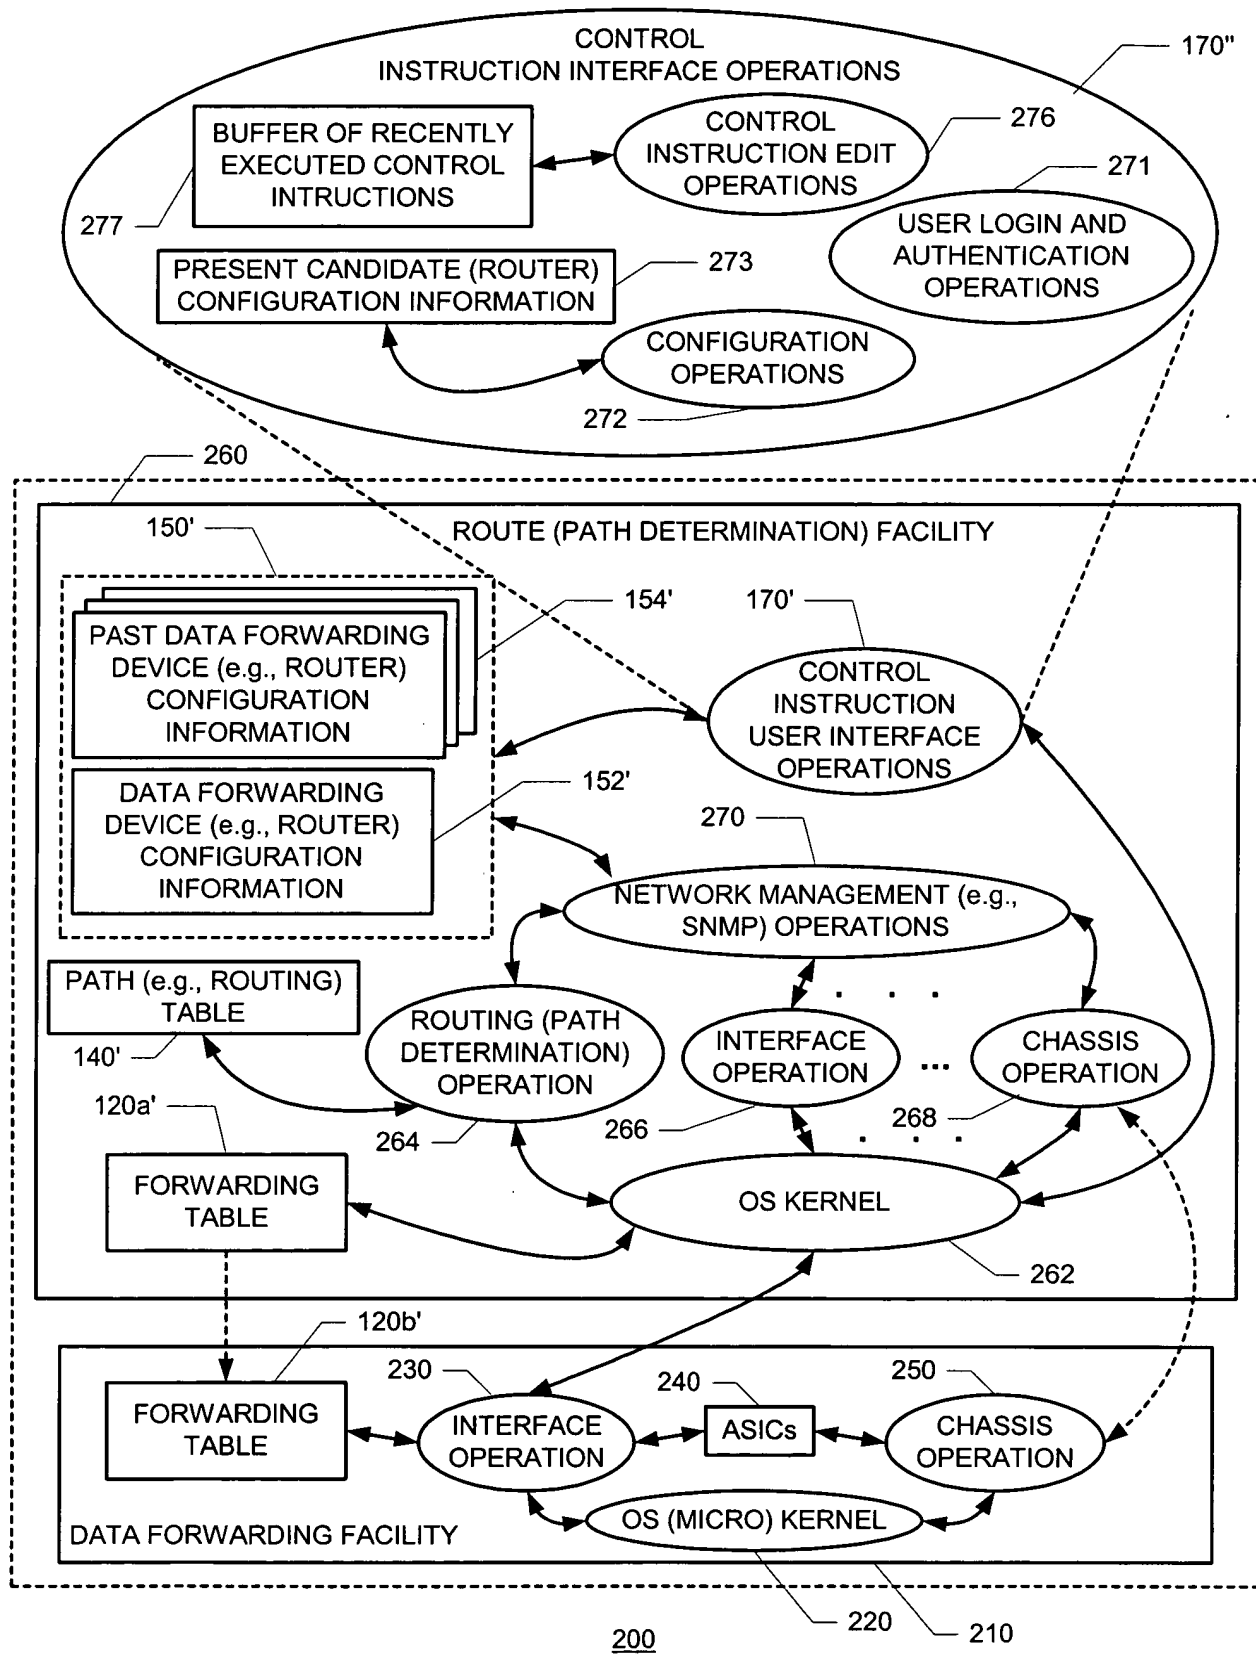 CONTROL
INSTRUCTION INTERFACE OPERATIONS
170"
BUFFER OF RECENTLY
EXECUTED CONTROL
INTRUCTIONS
277
CONTROL
INSTRUCTION EDIT
OPERATIONS
276
271
USER LOGIN AND
AUTHENTICATION
OPERATIONS
PRESENT CANDIDATE (ROUTER)
CONFIGURATION INFORMATION
273
CONFIGURATION
OPERATIONS
272
260
ROUTE (PATH DETERMINATION) FACILITY
150'
154'
170'
PAST DATA FORWARDING
DEVICE (e.g., ROUTER)
CONFIGURATION
INFORMATION
CONTROL
INSTRUCTION
USER INTERFACE
OPERATIONS
DATA FORWARDING
DEVICE (e.g., ROUTER)
CONFIGURATION
INFORMATION
152'
270
NETWORK MANAGEMENT (e.g.,
SNMP) OPERATIONS
. . .
PATH (e.g., ROUTING)
TABLE
140'
ROUTING (PATH
DETERMINATION)
OPERATION
264
INTERFACE
OPERATION
266
...
CHASSIS
OPERATION
268
. . .
120a'
FORWARDING
TABLE
OS KERNEL
262
120b'
FORWARDING
TABLE
230
INTERFACE
OPERATION
240
ASICs
250
CHASSIS
OPERATION
OS (MICRO) KERNEL
DATA FORWARDING FACILITY
220
210
200